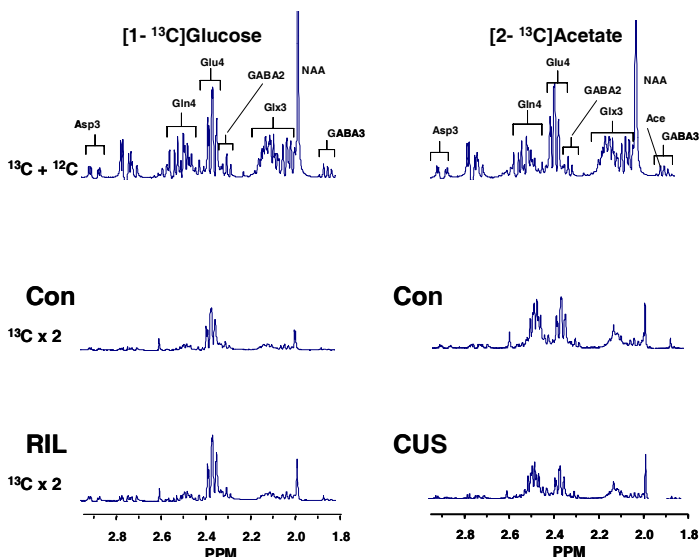 [1- ¹³C]Glucose
Glu4
GABA2
NAA
Gln4
Glx3
Asp3
GABA3
¹³C + ¹²C
[2- ¹³C]Acetate
Glu4
GABA2
NAA
Gln4
Glx3
Ace
Asp3
GABA3
Con
¹³C x 2
Con
RIL
¹³C x 2
CUS
2.8 2.6 2.4 2.2 2.0 1.8
PPM
2.8 2.6 2.4 2.2 2.0 1.8
PPM